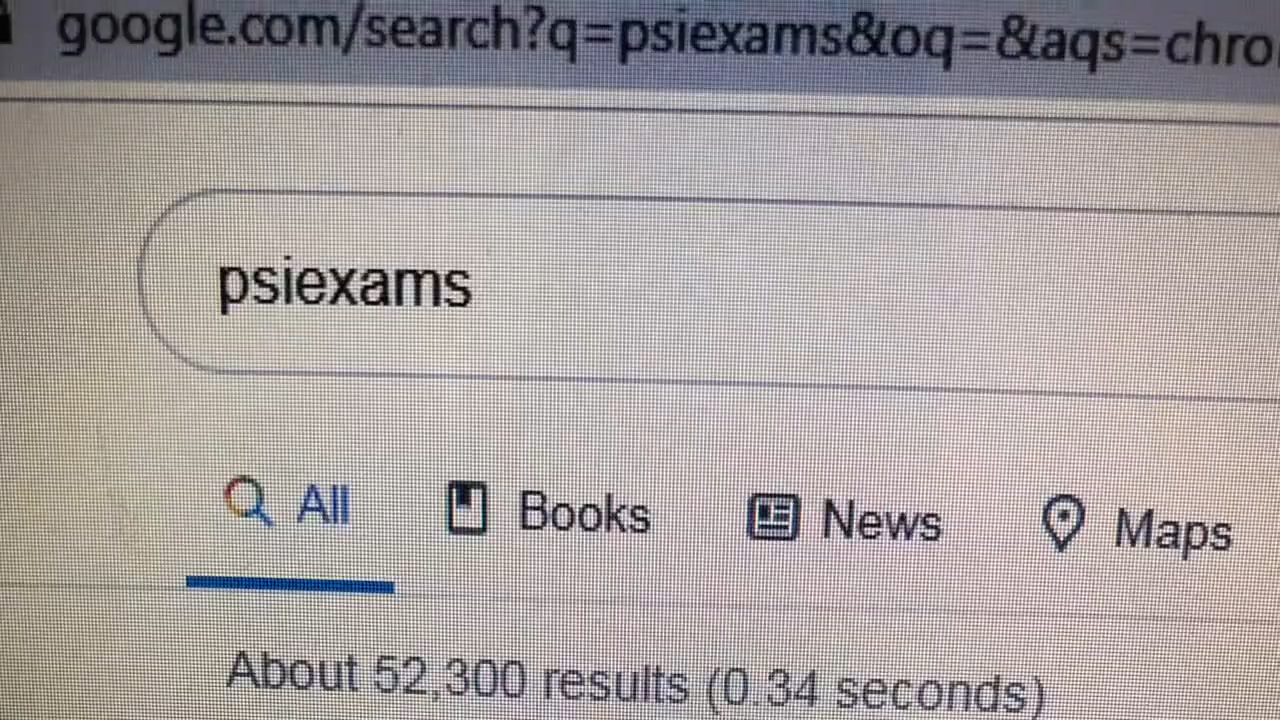 google.com/search?q=psiexams&oq=&aqs=chro
psiexams
All Books News Maps
About 52,300 results (0.34 seconds)